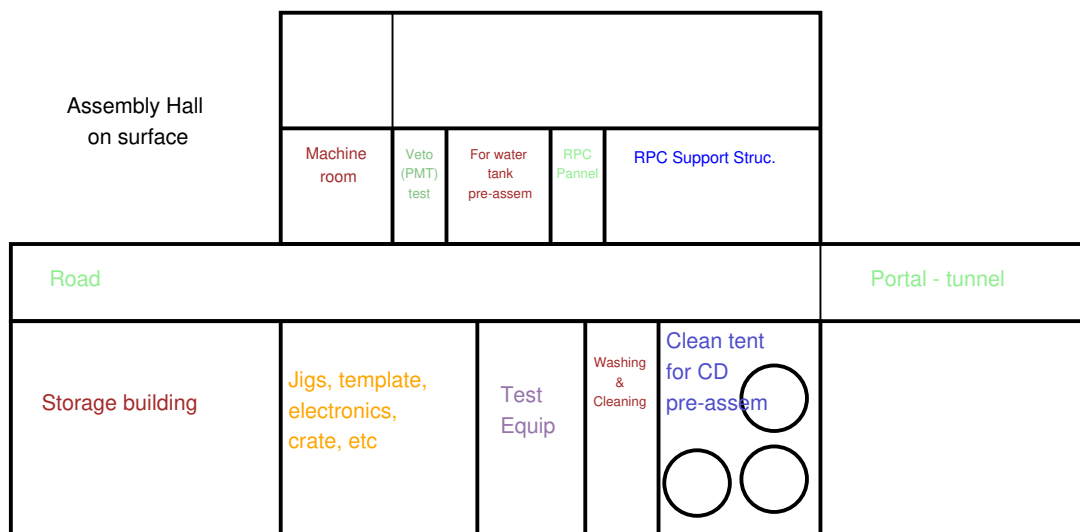 Assembly Hall
on surface
Machine
room
Veto
(PMT)
test
For water
tank
pre-assem
RPC
Pannel
RPC Support Struc.
Road
Portal - tunnel
Storage building
Jigs, template,
electronics,
crate, etc
Test
Equip
Washing
&
Cleaning
Clean tent
for CD
pre-assem